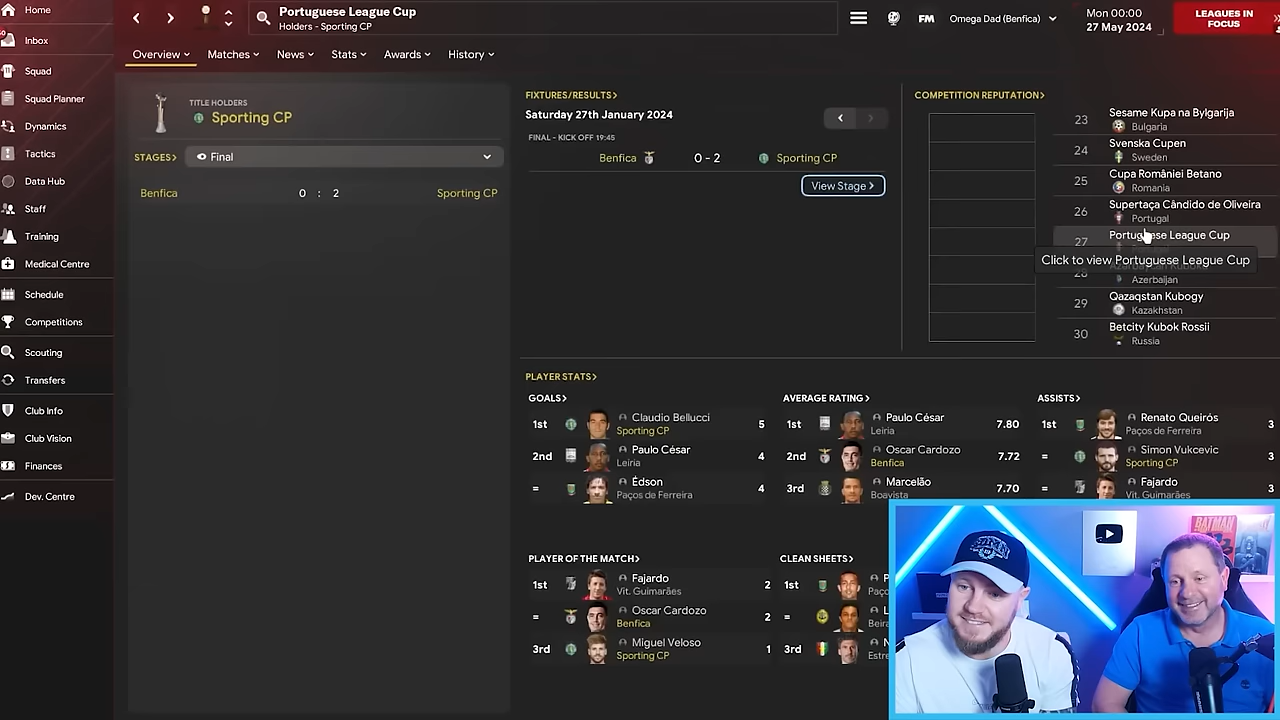 Home
Inbox
Squad
Squad Planner
Dynamics
Tactics
Data Hub
Staff
Training
Medical Centre
Schedule
Competitions
Scouting
Transfers
Club Info
Club Vision
Finances
Dev. Centre
Portuguese League Cup
Holders - Sporting CP
FM
Omega Dad (Benfica)
Mon 00:00
27 May 2024
LEAGUES IN
FOCUS
Overview
Matches
News
Stats
Awards
History
TITLE HOLDERS
Sporting CP
STAGES>
Final
Benfica 0 : 2 Sporting CP
FIXTURES/RESULTS>
Saturday 27th January 2024
FINAL - KICK OFF 19:45
Benfica 0 - 2 Sporting CP
View Stage >
COMPETITION REPUTATION>
23 Sesame Kupa na Bylgarija
Bulgaria
24 Svenska Cupen
Sweden
25 Cupa României Betano
Romania
26 Supertaça Cândido de Oliveira
Portugal
27 Portuguese League Cup
Click to view Portuguese League Cup
28
Azerbaijan
29 Qazaqstan Kubogy
Kazakhstan
30 Betcity Kubok Rossii
Russia
PLAYER STATS>
GOALS>
1st Claudio Bellucci 5
Sporting CP
2nd Paulo César 4
Leiria
= Édson 4
Paços de Ferreira
AVERAGE RATING>
1st Paulo César 7.80
Leiria
2nd Oscar Cardozo 7.72
Benfica
3rd Marcelão 7.70
Boavista
ASSISTS>
1st Renato Queirós 3
Paços de Ferreira
= Simon Vukcevic 3
Sporting CP
= Fajardo 3
Vit. Guimarães
PLAYER OF THE MATCH>
1st Fajardo 2
Vit. Guimarães
= Oscar Cardozo 2
Benfica
3rd Miguel Veloso 1
Sporting CP
CLEAN SHEETS>
1st P
Paço
= L
Beira
3rd N
Estre
BATMAN